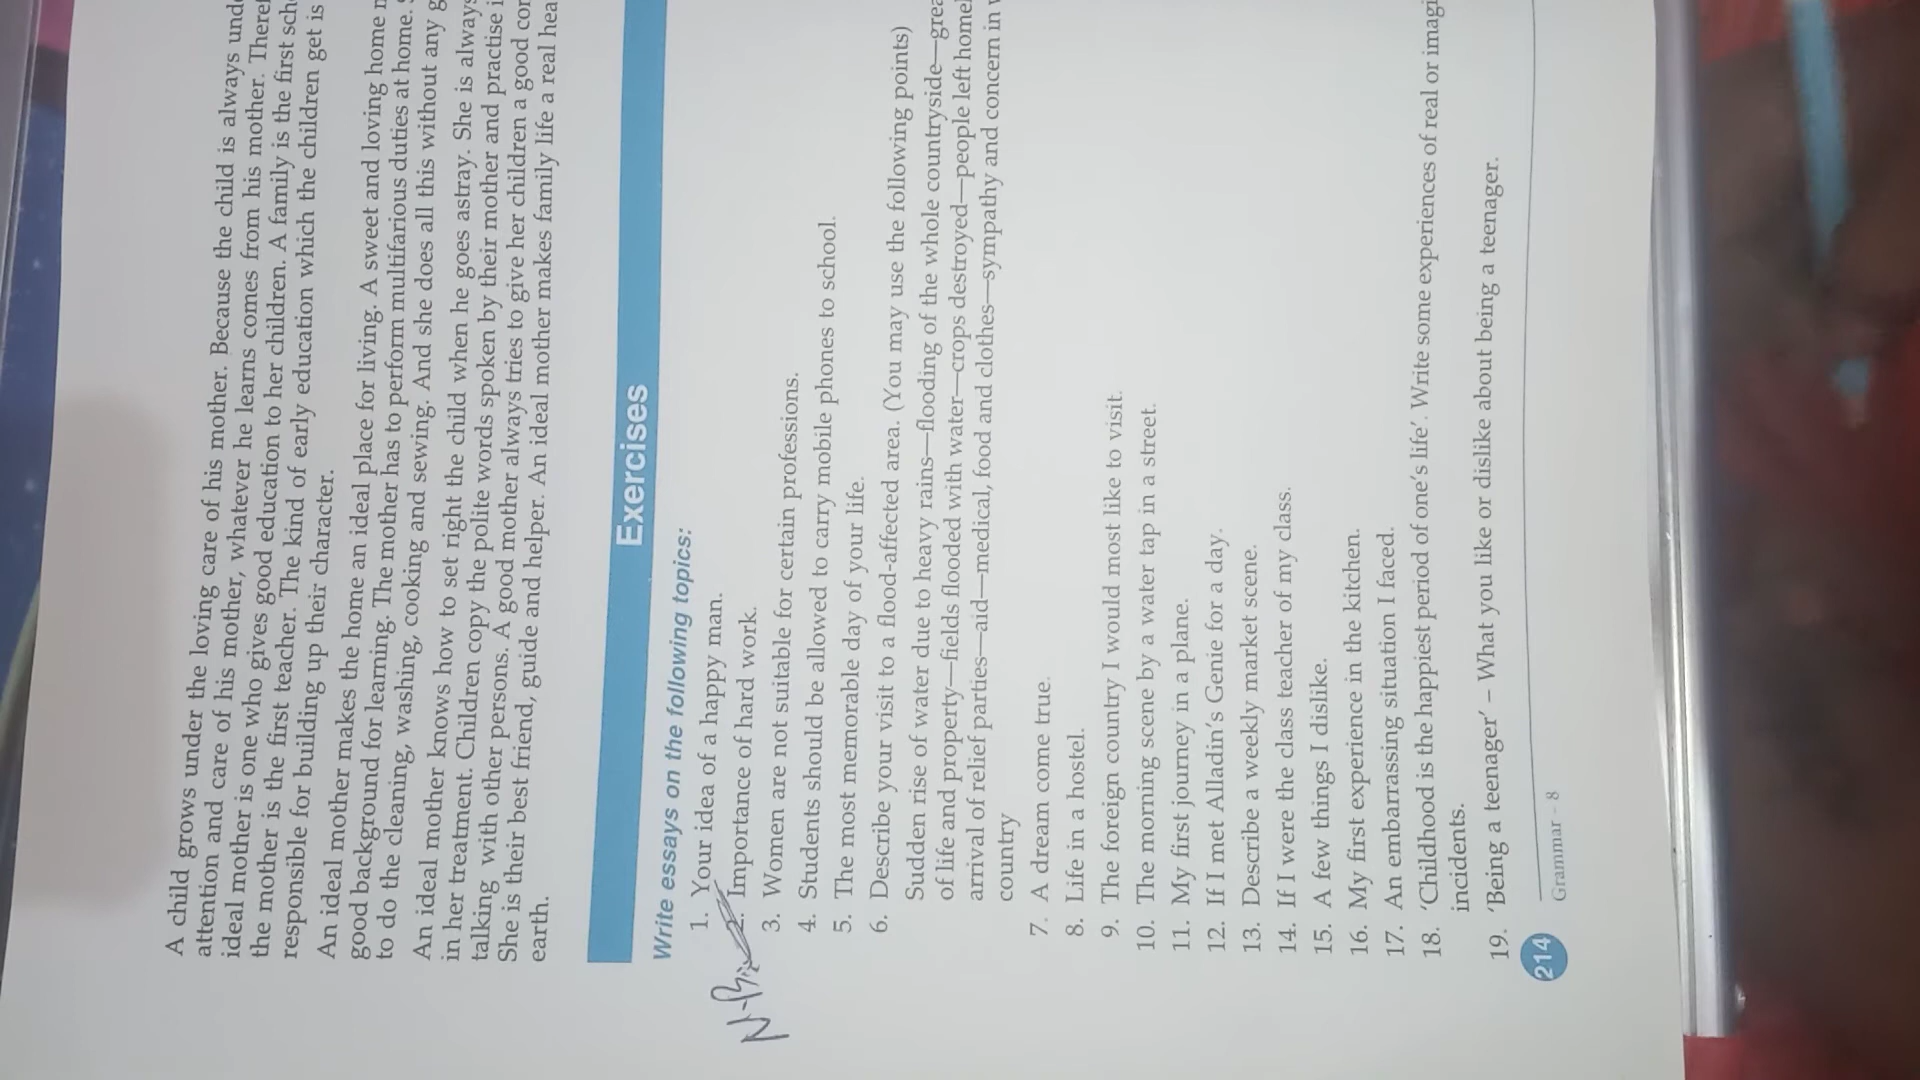 A child grows under the loving care of his mother. Because the child is always
attention and care of his mother, whatever he learns comes from his mother.
ideal mother is one who gives good education to her children. A family is the first
the mother is the first teacher. The kind of early education which the children get is
responsible for building up their character.
An ideal mother makes the home an ideal place for living. A sweet and loving home
good background for learning. The mother has to perform multifarious duties at home.
to do the cleaning, washing, cooking and sewing. And she does all this without any
An ideal mother knows how to set right the child when he goes astray. She is always
in her treatment. Children copy the polite words spoken by their mother and practise
talking with other persons. A good mother always tries to give her children a good
She is their best friend, guide and helper. An ideal mother makes family life a real
earth.
Exercises
Write essays on the following topics:
1. Your idea of a happy man.
2. Importance of hard work.
3. Women are not suitable for certain professions.
4. Students should be allowed to carry mobile phones to school.
5. The most memorable day of your life.
6. Describe your visit to a flood-affected area. (You may use the following points)
Sudden rise of water due to heavy rains—flooding of the whole countryside—
of life and property—fields flooded with water—crops destroyed—people left
arrival of relief parties—aid—medical, food and clothes—sympathy and concern in
country
7. A dream come true.
8. Life in a hostel.
9. The foreign country I would most like to visit.
10. The morning scene by a water tap in a street.
11. My first journey in a plane.
12. If I met Alladin's Genie for a day.
13. Describe a weekly market scene.
14. If I were the class teacher of my class.
15. A few things I dislike.
16. My first experience in the kitchen.
17. An embarrassing situation I faced.
18. 'Childhood is the happiest period of one's life'. Write some experiences of real or
incidents.
19. 'Being a teenager' – What you like or dislike about being a teenager.
214
Grammar – 8